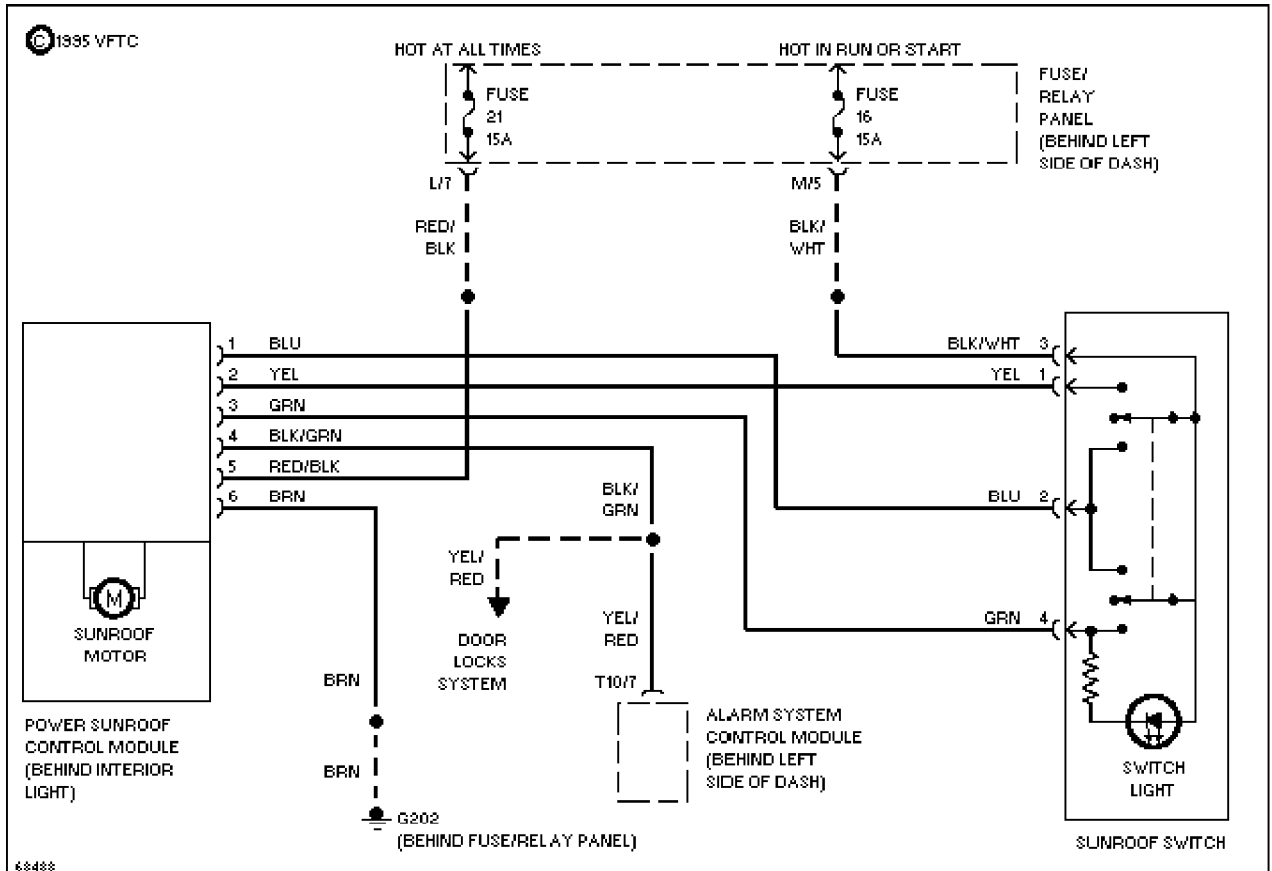 © 1995 VFTC
HOT AT ALL TIMES
HOT IN RUN OR START
FUSE
21
15A
FUSE
16
15A
FUSE/
RELAY
PANEL
(BEHIND LEFT
SIDE OF DASH)
L/7
M/5
RED/
BLK
BLK/
WHT
1 BLU
2 YEL
3 GRN
4 BLK/GRN
5 RED/BLK
6 BRN
BLK/WHT 3
YEL 1
BLU 2
GRN 4
BLK/
GRN
YEL/
RED
DOOR
LOCKS
SYSTEM
YEL/
RED
T10/7
M
SUNROOF
MOTOR
BRN
BRN
POWER SUNROOF
CONTROL MODULE
(BEHIND INTERIOR
LIGHT)
ALARM SYSTEM
CONTROL MODULE
(BEHIND LEFT
SIDE OF DASH)
SWITCH
LIGHT
G202
(BEHIND FUSE/RELAY PANEL)
SUNROOF SWITCH
68488